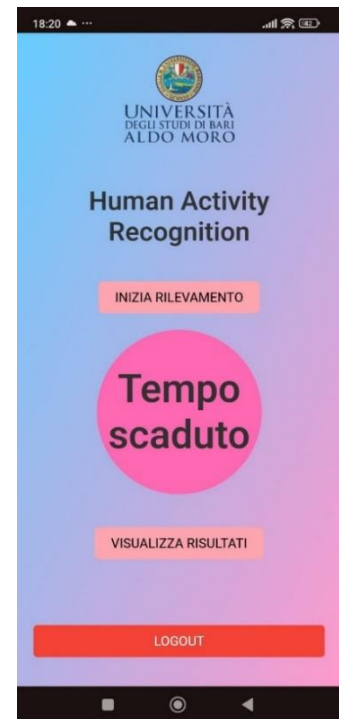 18:20
42
UNIVERSITÀ
DEGLI STUDI DI BARI
ALDO MORO
Human Activity
Recognition
INIZIA RILEVAMENTO
Tempo
scaduto
VISUALIZZA RISULTATI
LOGOUT